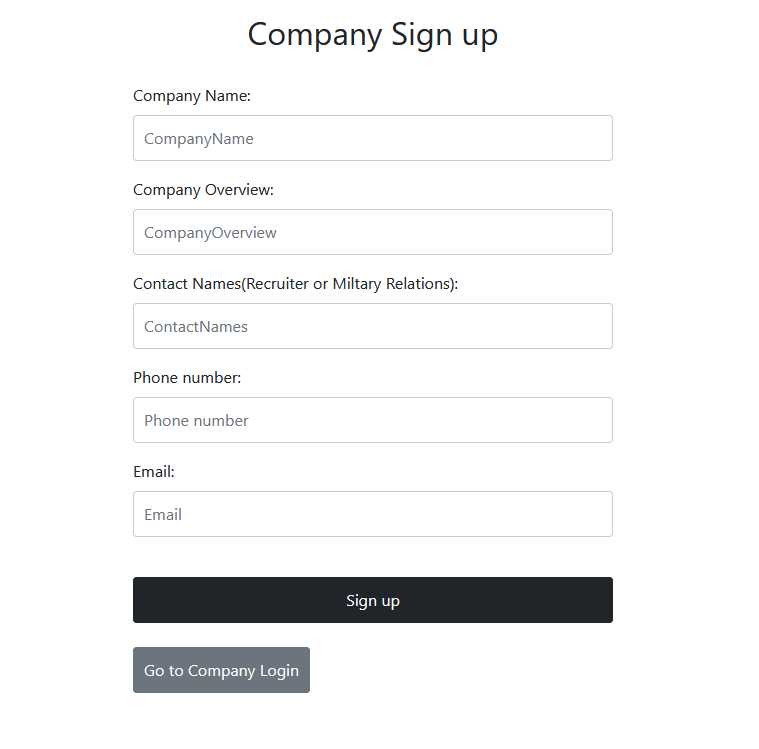 Company Sign up
Company Name:
CompanyName
Company Overview:
CompanyOverview
Contact Names(Recruiter or Miltary Relations):
ContactNames
Phone number:
Phone number
Email:
Email
Sign up
Go to Company Login